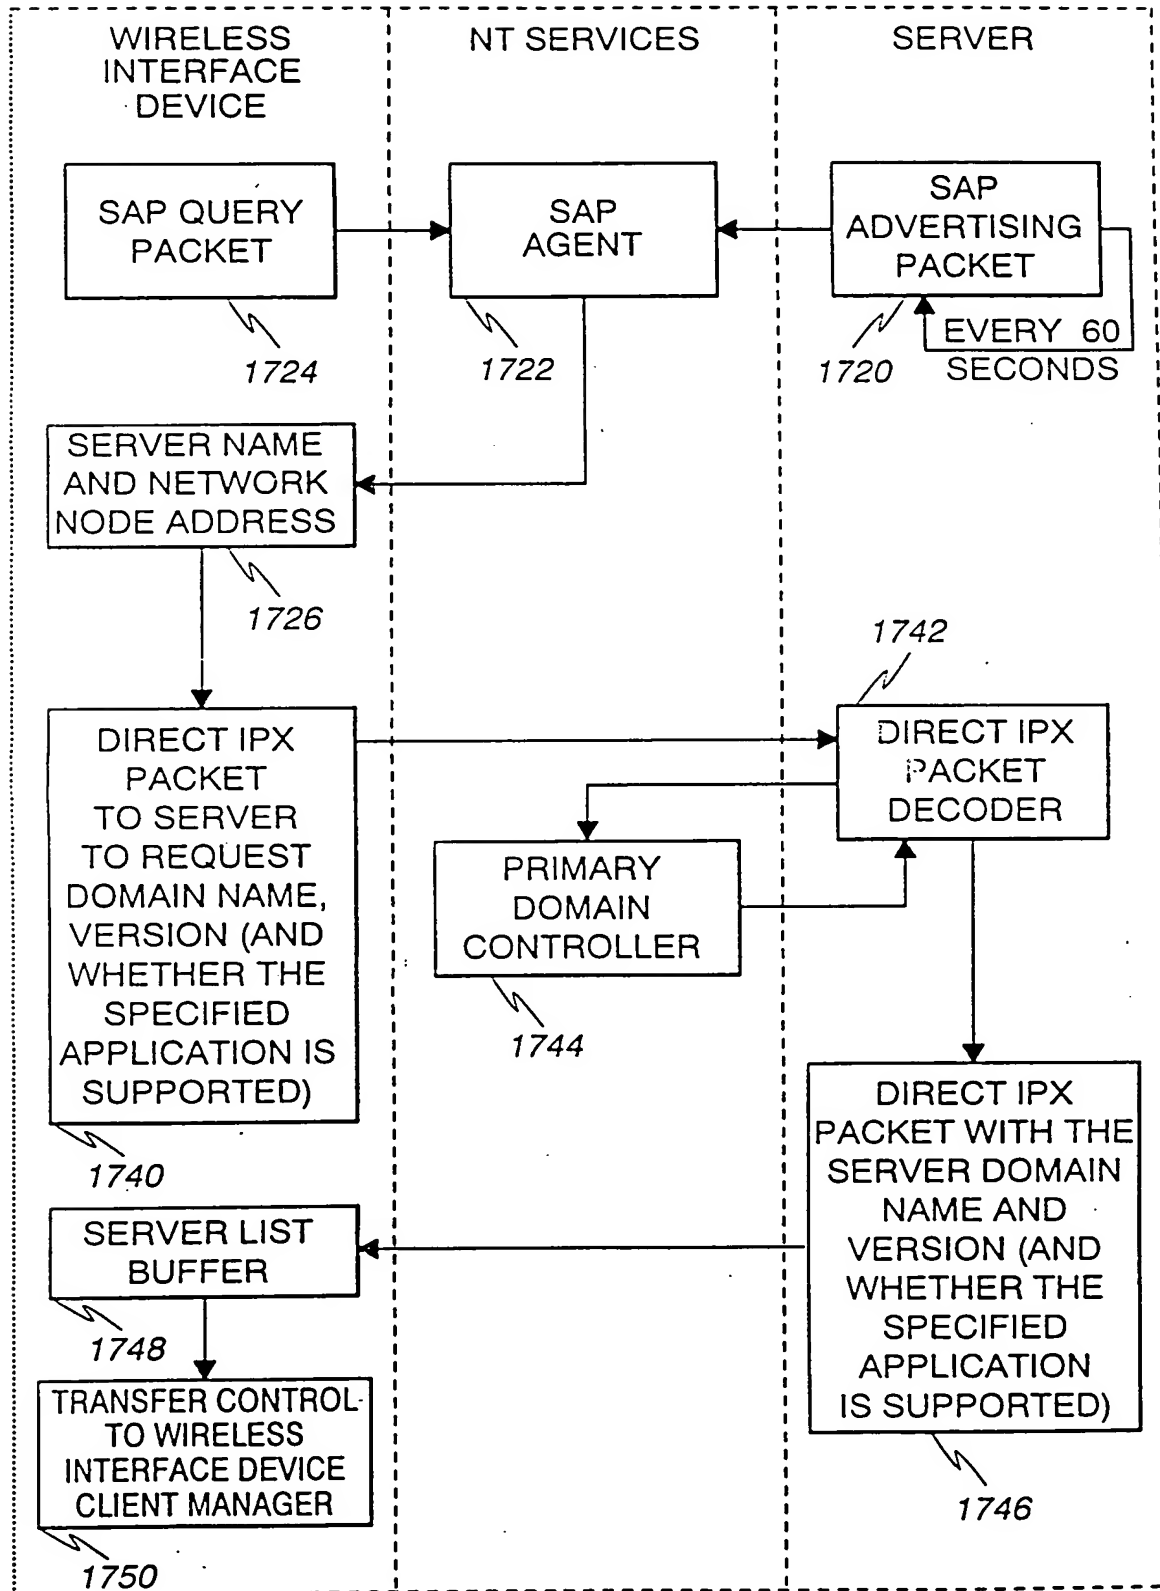 WIRELESS
INTERFACE
DEVICE
NT SERVICES
SERVER
SAP QUERY
PACKET
1724
SAP
AGENT
1722
SAP
ADVERTISING
PACKET
1720
EVERY 60
SECONDS
SERVER NAME
AND NETWORK
NODE ADDRESS
1726
DIRECT IPX
PACKET
TO SERVER
TO REQUEST
DOMAIN NAME,
VERSION (AND
WHETHER THE
SPECIFIED
APPLICATION IS
SUPPORTED)
1740
1742
DIRECT IPX
PACKET
DECODER
PRIMARY
DOMAIN
CONTROLLER
1744
DIRECT IPX
PACKET WITH THE
SERVER DOMAIN
NAME AND
VERSION (AND
WHETHER THE
SPECIFIED
APPLICATION
IS SUPPORTED)
1746
SERVER LIST
BUFFER
1748
TRANSFER CONTROL
TO WIRELESS
INTERFACE DEVICE
CLIENT MANAGER
1750